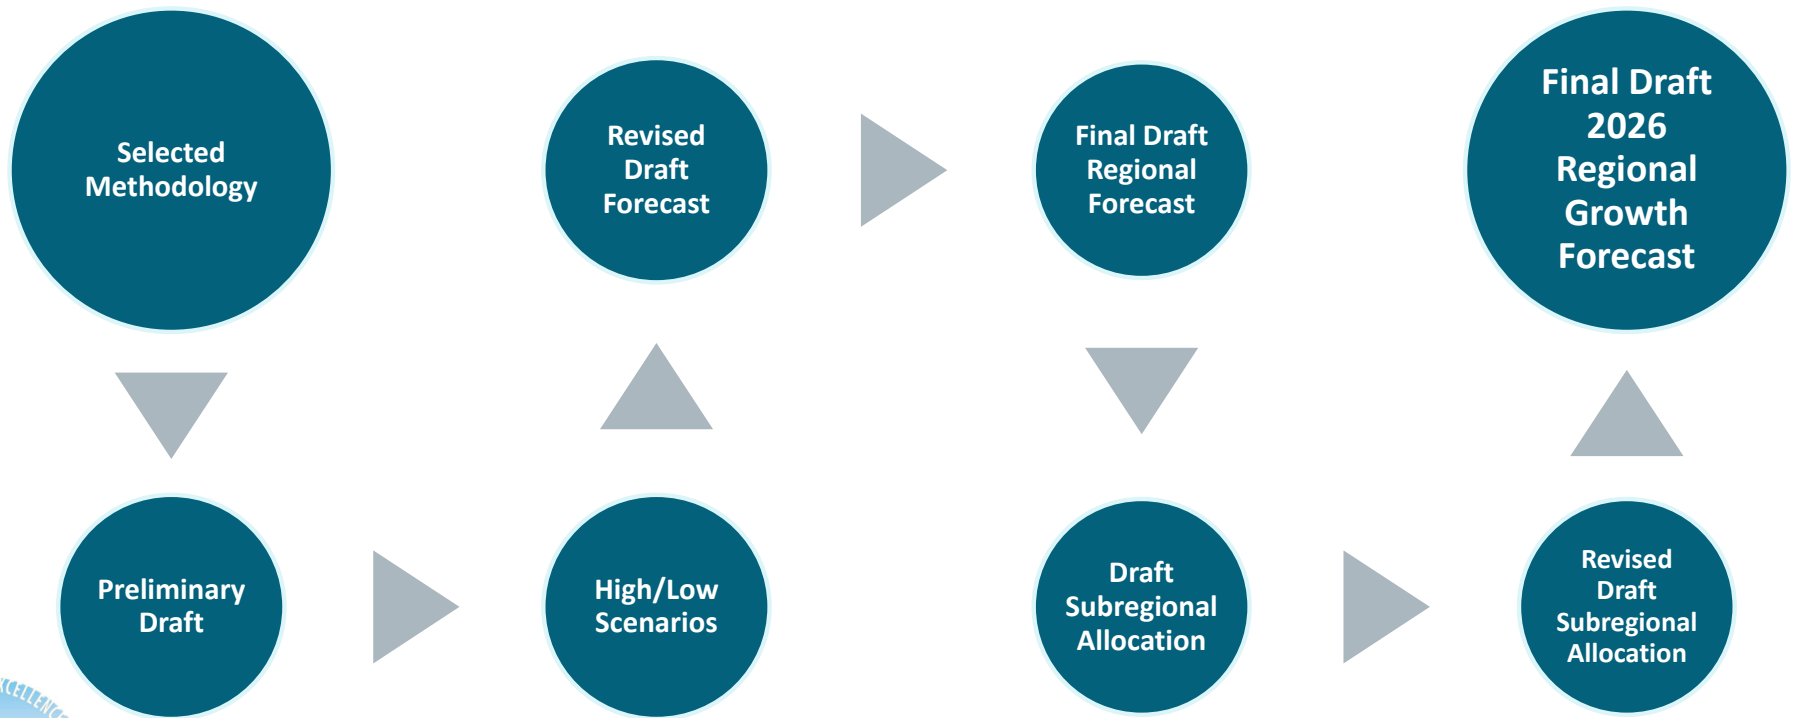 Selected
Methodology
Preliminary
Draft
High/Low
Scenarios
Revised
Draft
Forecast
Final Draft
Regional
Forecast
Draft
Subregional
Allocation
Revised
Draft
Subregional
Allocation
Final Draft
2026
Regional
Growth
Forecast